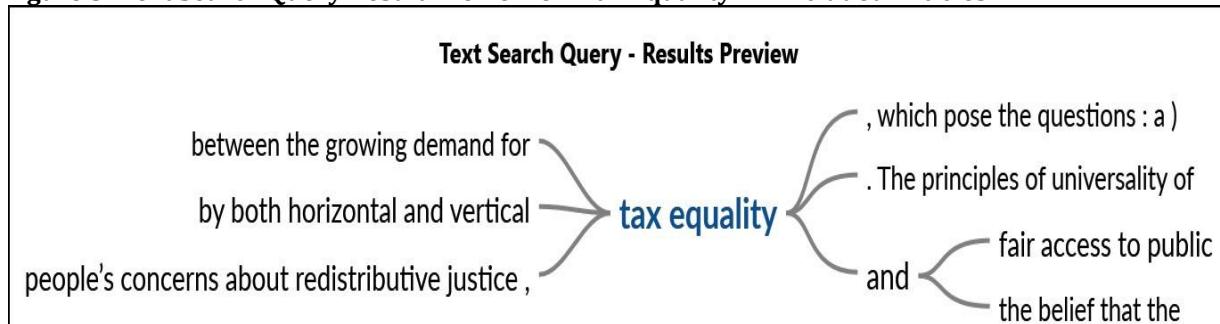 Text Search Query - Results Preview
between the growing demand for
by both horizontal and vertical
people's concerns about redistributive justice ,
tax equality
, which pose the questions : a )
. The principles of universality of
and
fair access to public
the belief that the